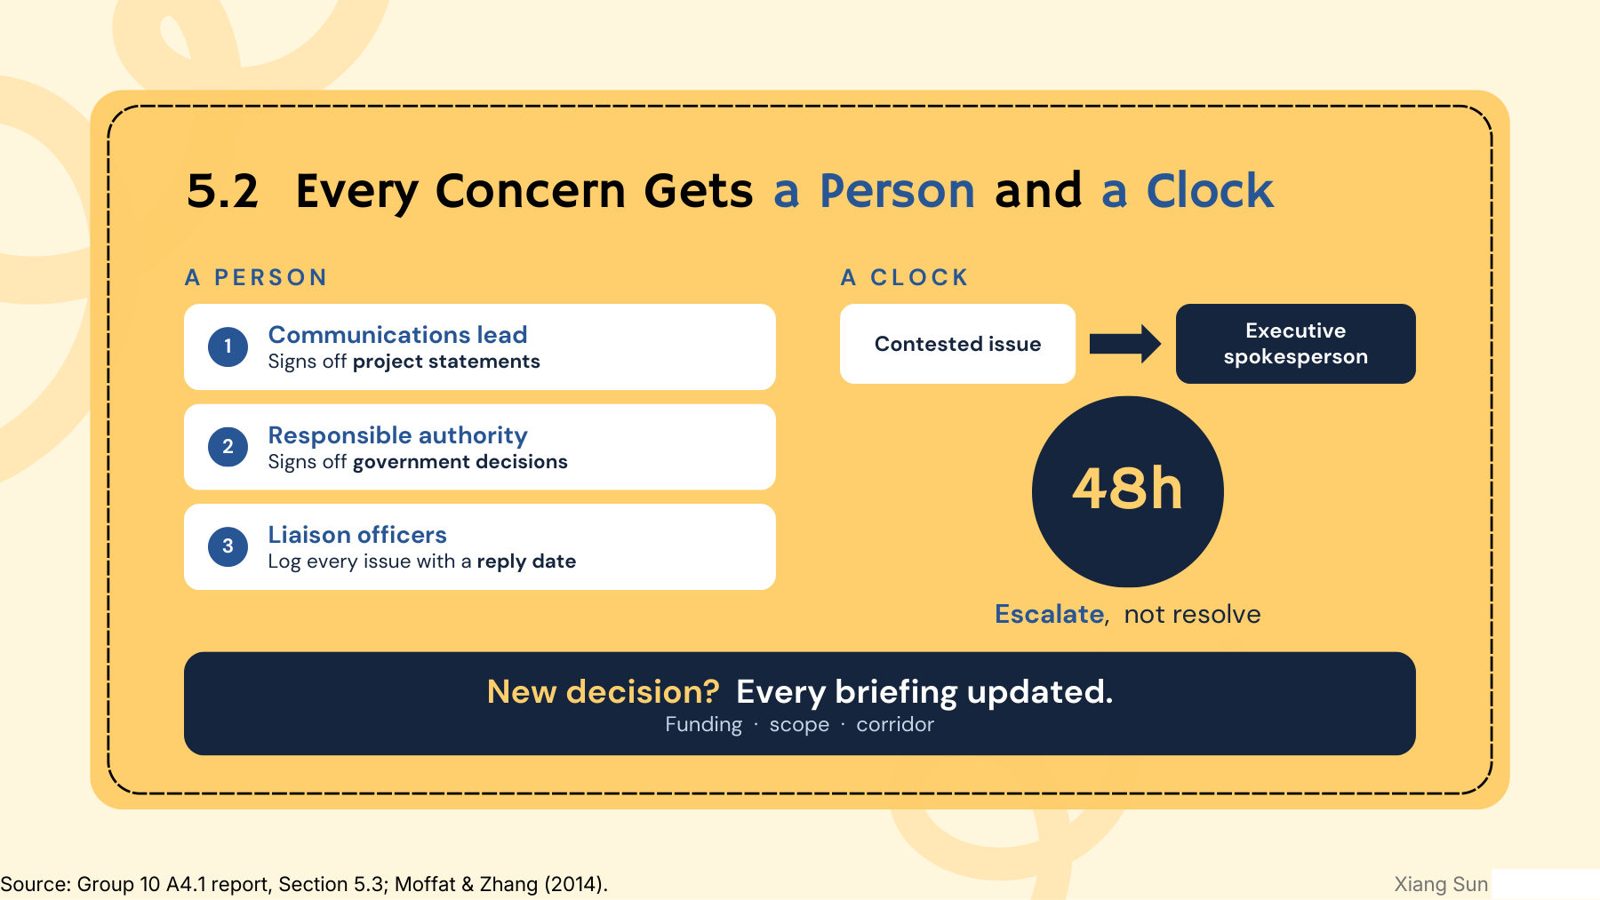 5.2 Every Concern Gets a Person and a Clock
A PERSON
1
Communications lead
Signs off project statements
2
Responsible authority
Signs off government decisions
3
Liaison officers
Log every issue with a reply date
A CLOCK
Contested issue
Executive
spokesperson
48h
Escalate, not resolve
New decision? Every briefing updated.
Funding · scope · corridor
Source: Group 10 A4.1 report, Section 5.3; Moffat & Zhang (2014).
Xiang Sun